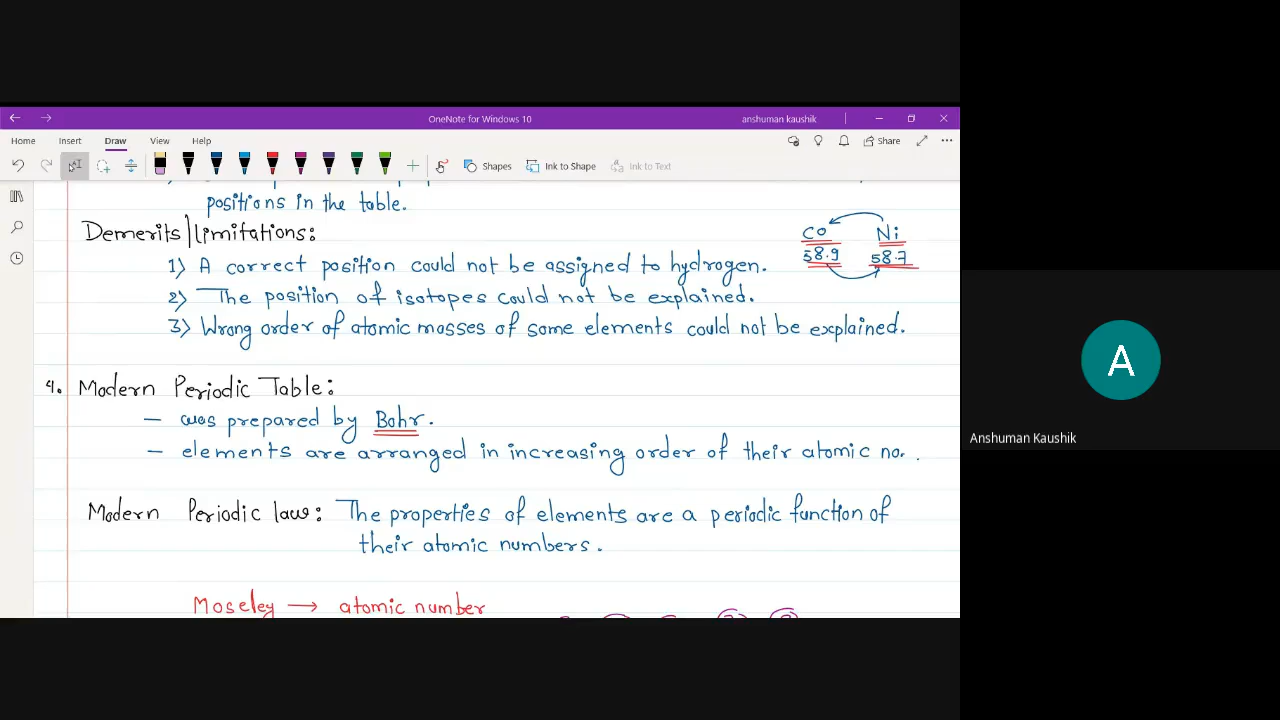 OneNote for Windows 10
anshuman kaushik
Home Insert Draw View Help
Share
Shapes
Ink to Shape
Ink to Text
positions in the table.
Demerits/limitations:
Co Ni
58.9 58.7
1) A correct position could not be assigned to hydrogen.
2) The position of isotopes could not be explained.
3) Wrong order of atomic masses of some elements could not be explained.
4. Modern Periodic Table:
— was prepared by Bohr.
— elements are arranged in increasing order of their atomic no. .
Modern Periodic law: The properties of elements are a periodic function of
their atomic numbers.
Moseley → atomic number
A
Anshuman Kaushik